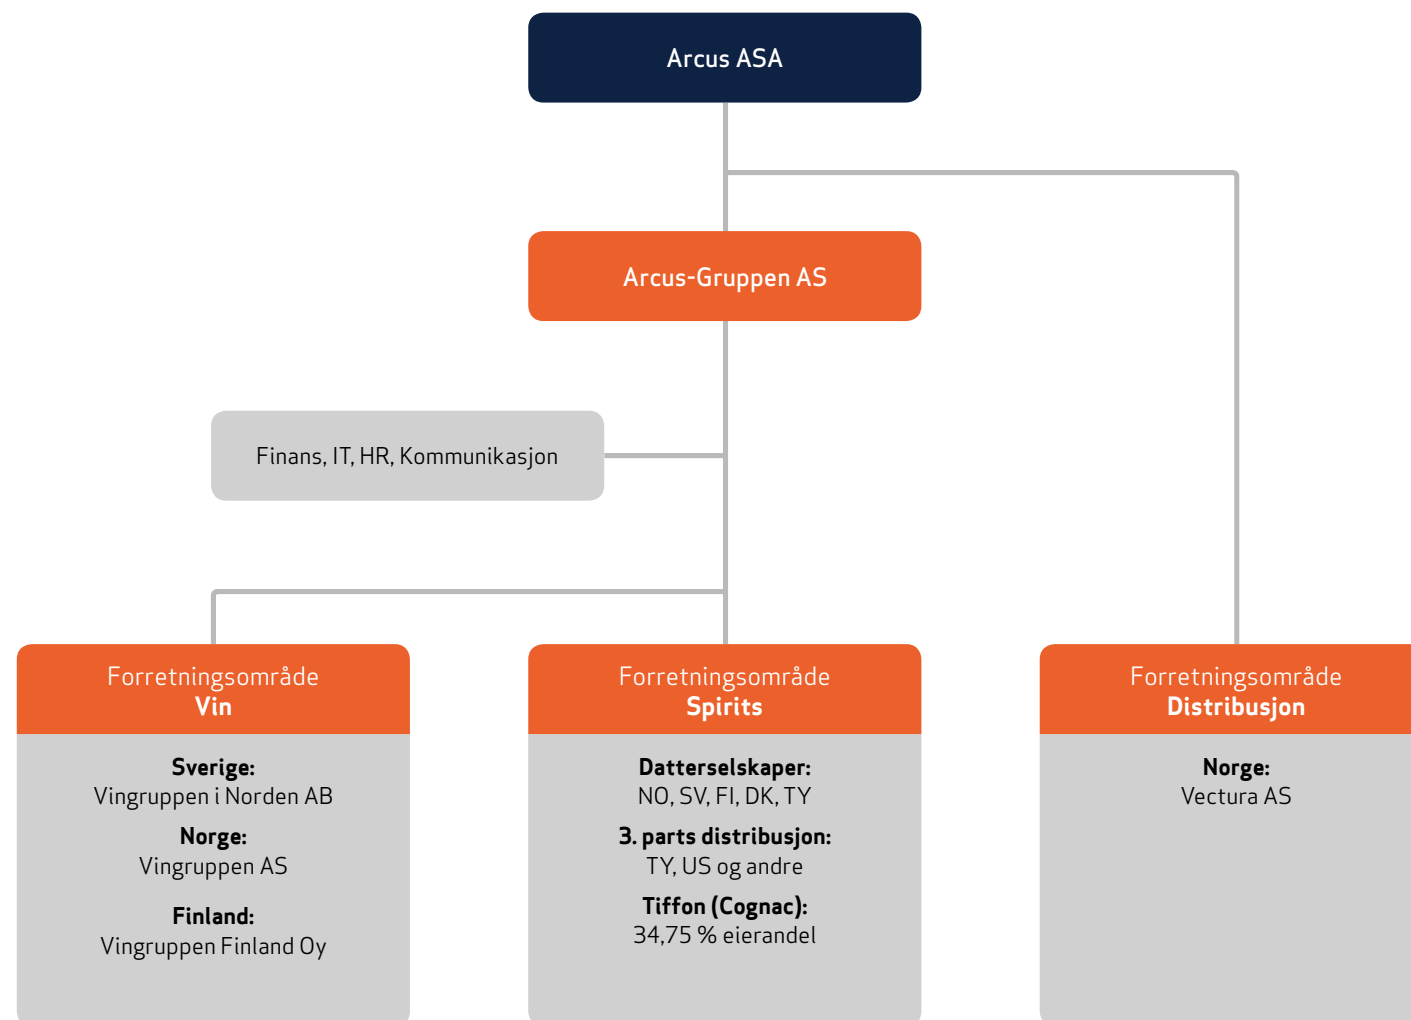 Arcus ASA
Arcus-Gruppen AS
Finans, IT, HR, Kommunikasjon
Forretningsområde
Vin
Sverige:
Vingruppen i Norden AB
Norge:
Vingruppen AS
Finland:
Vingruppen Finland Oy
Forretningsområde
Spirits
Datterselskaper:
NO, SV, FI, DK, TY
3. parts distribusjon:
TY, US og andre
Tiffon (Cognac):
34,75 % eierandel
Forretningsområde
Distribusjon
Norge:
Vectura AS